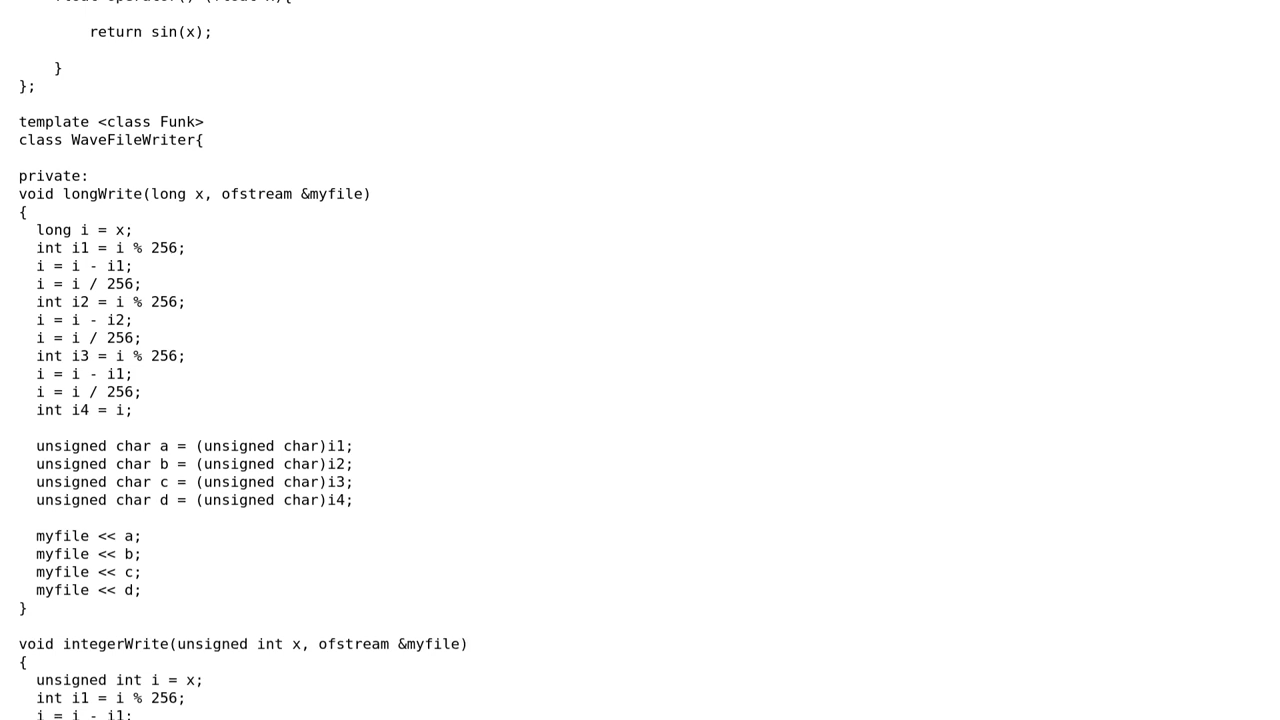 return sin(x);
}
};
template <class Funk>
class WaveFileWriter{
private:
void longWrite(long x, ofstream &myfile)
{
long i = x;
int i1 = i % 256;
i = i - i1;
i = i / 256;
int i2 = i % 256;
i = i - i2;
i = i / 256;
int i3 = i % 256;
i = i - i1;
i = i / 256;
int i4 = i;
unsigned char a = (unsigned char)i1;
unsigned char b = (unsigned char)i2;
unsigned char c = (unsigned char)i3;
unsigned char d = (unsigned char)i4;
myfile << a;
myfile << b;
myfile << c;
myfile << d;
}
void integerWrite(unsigned int x, ofstream &myfile)
{
unsigned int i = x;
int i1 = i % 256;
i = i - i1;